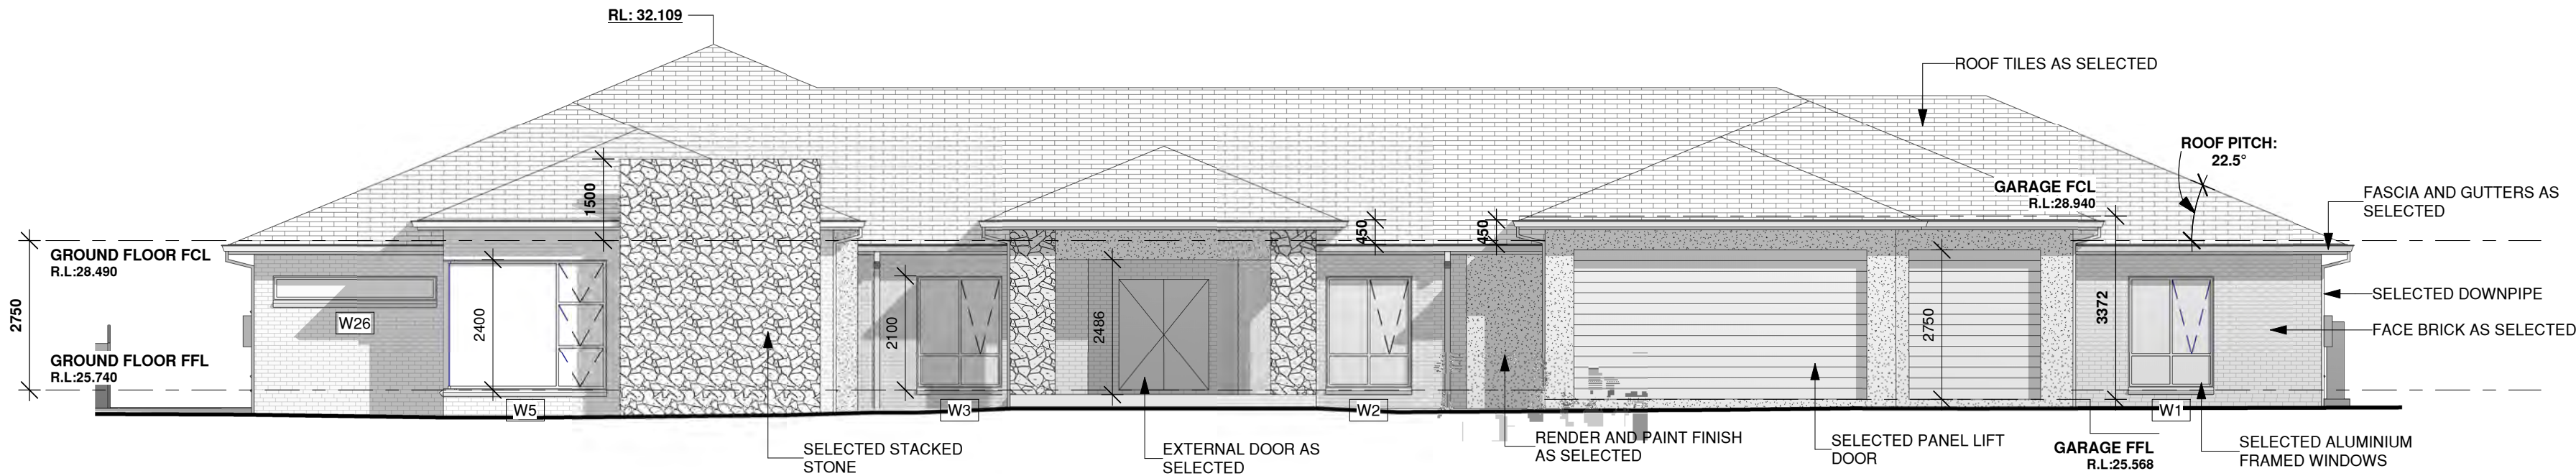 RL: 32.109
ROOF TILES AS SELECTED
ROOF PITCH:
22.5°
GARAGE FCL
R.L:28.940
FASCIA AND GUTTERS AS
SELECTED
1500
450
450
GROUND FLOOR FCL
R.L:28.490
2750
2400
2100
2486
2750
3372
SELECTED DOWNPIPE
W26
FACE BRICK AS SELECTED
GROUND FLOOR FFL
R.L:25.740
W5
W3
W2
W1
SELECTED STACKED
STONE
EXTERNAL DOOR AS
SELECTED
RENDER AND PAINT FINISH
AS SELECTED
SELECTED PANEL LIFT
DOOR
GARAGE FFL
R.L:25.568
SELECTED ALUMINIUM
FRAMED WINDOWS